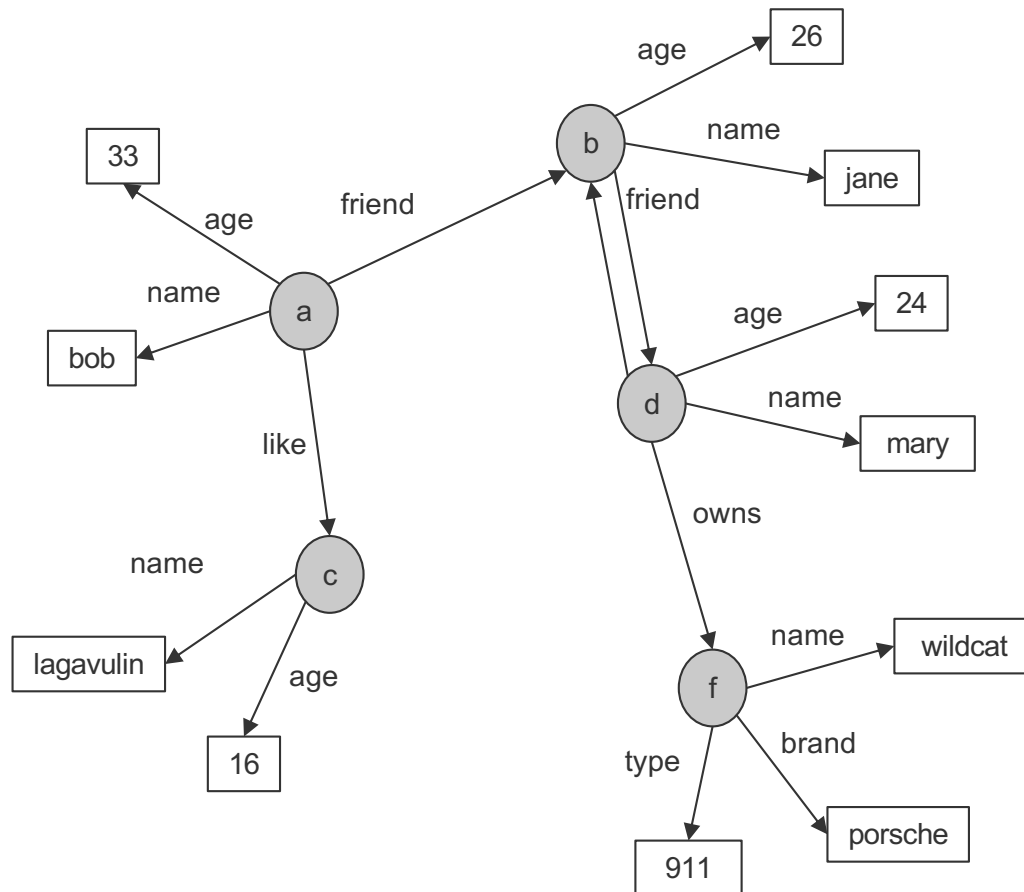 26
age
b
name
jane
33
friend
friend
age
name
a
bob
age
24
d
name
mary
like
owns
name
c
lagavulin
age
16
name
wildcat
f
type
brand
porsche
911